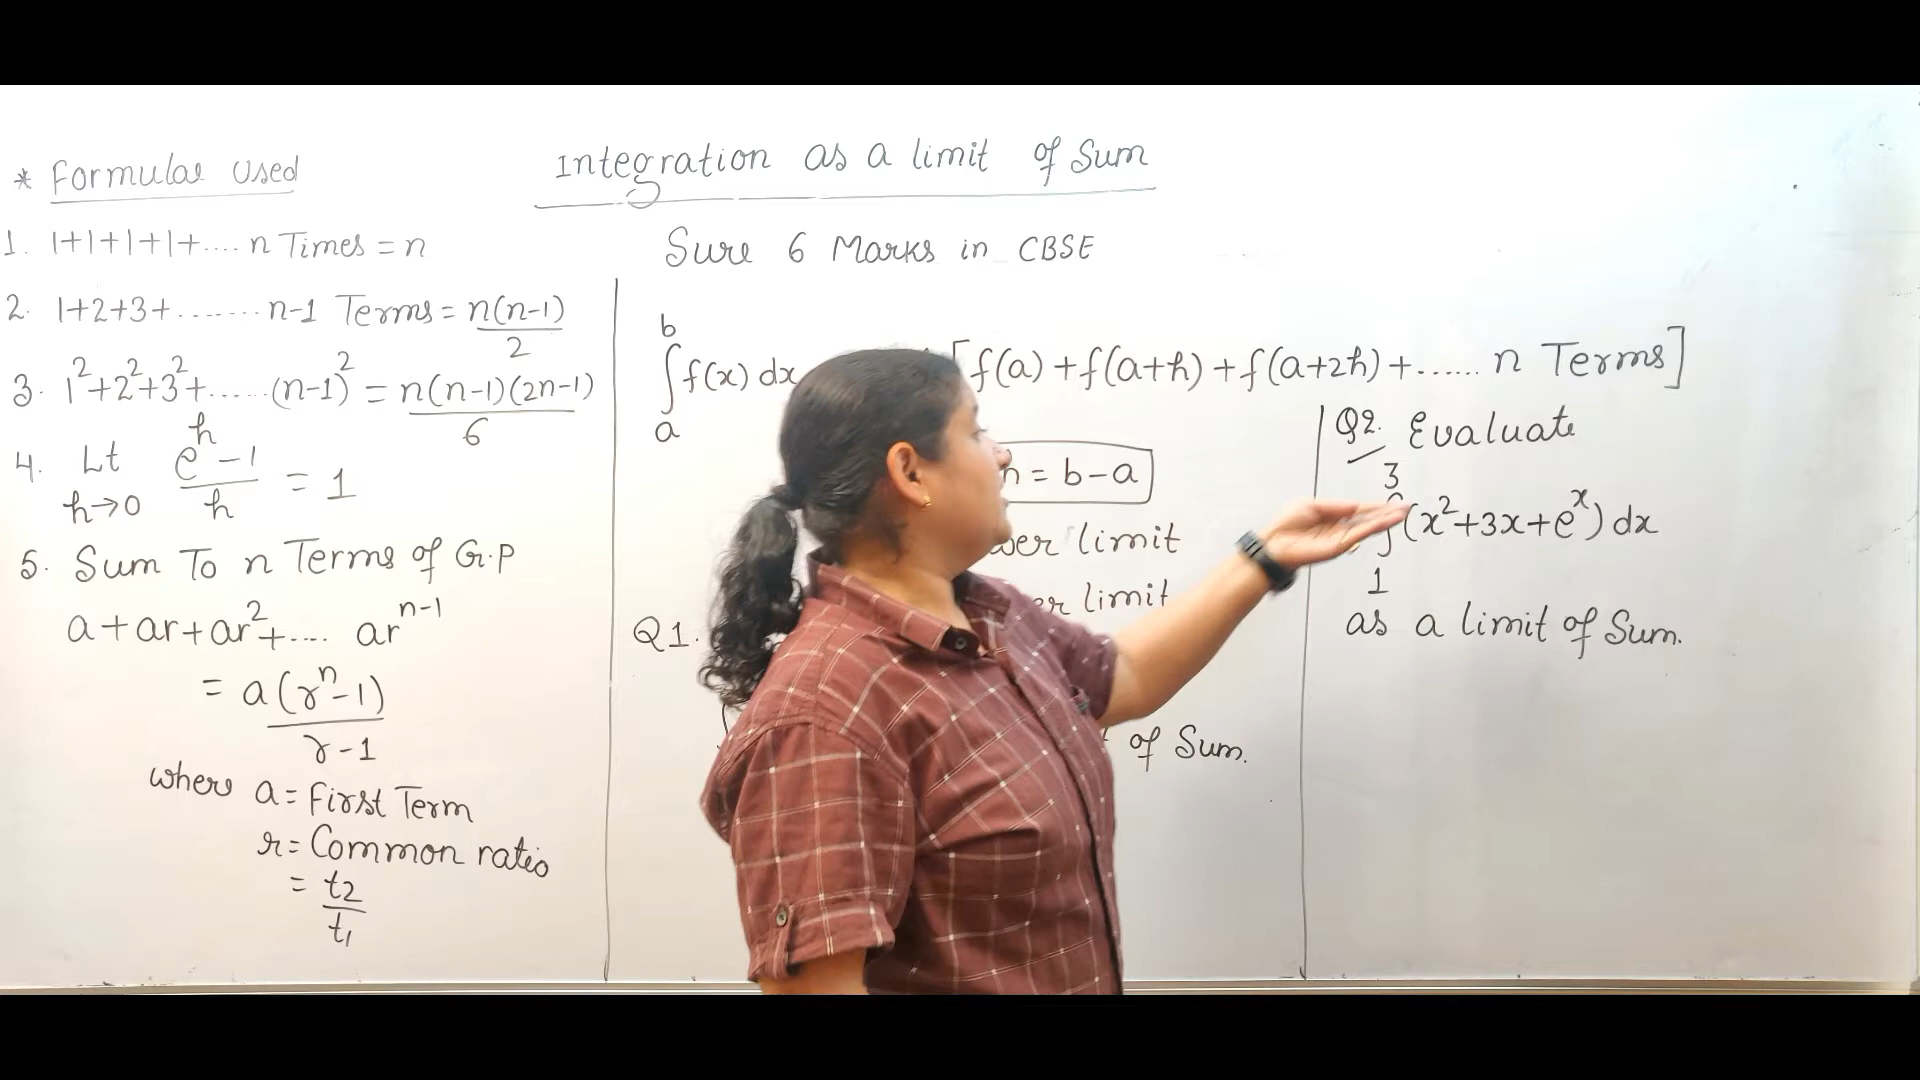 * Formulae Used
1. 1+1+1+1+.... n Times = n
2. 1+2+3+........ n-1 Terms = n(n-1)/2
3. 1²+2²+3²+......(n-1)² = n(n-1)(2n-1)/6
4. Lt h→0 (e^h -1)/h = 1
5. Sum To n Terms of G.P
a+ar+ar²+.... ar^(n-1)
= a(r^n-1)/(r-1)
where a = First Term
r = Common ratio
= t2/t1
Integration as a limit of Sum
Sure 6 Marks in CBSE
∫_a^b f(x) dx [f(a)+f(a+h)+f(a+2h)+...... n Terms]
h = b-a
limit
limit
Q1.
of Sum.
Q2. Evaluate
∫_1^3 (x²+3x+e^x) dx
as a limit of Sum.